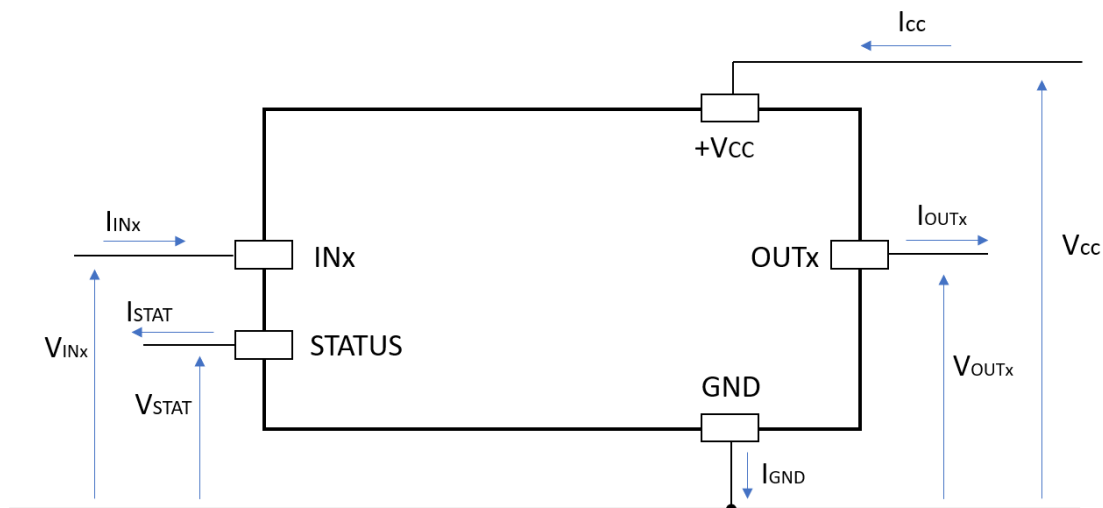 Icc
+Vcc
IINx
INx
OUTx
IOUTx
Vcc
ISTAT
VINx
STATUS
VOUTx
VSTAT
GND
IGND